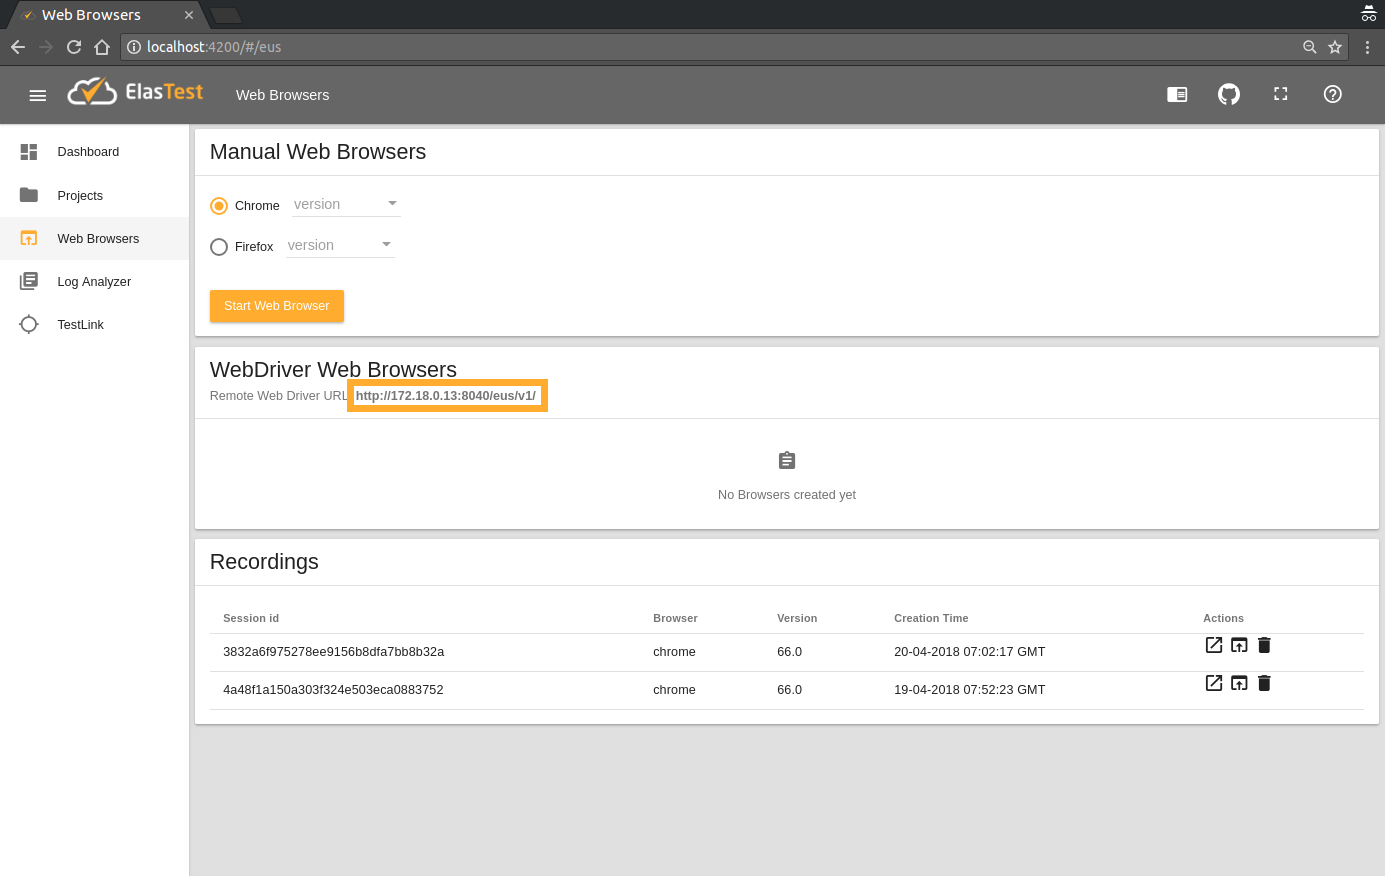 Web Browsers
localhost:4200/#/eus
ElasTest
Web Browsers
Dashboard
Projects
Web Browsers
Log Analyzer
TestLink
Manual Web Browsers
Chrome version
Firefox version
Start Web Browser
WebDriver Web Browsers
Remote Web Driver URL http://172.18.0.13:8040/eus/v1/
No Browsers created yet
Recordings
Session id Browser Version Creation Time Actions
3832a6f975278ee9156b8dfa7bb8b32a chrome 66.0 20-04-2018 07:02:17 GMT
4a48f1a150a303f324e503eca0883752 chrome 66.0 19-04-2018 07:52:23 GMT